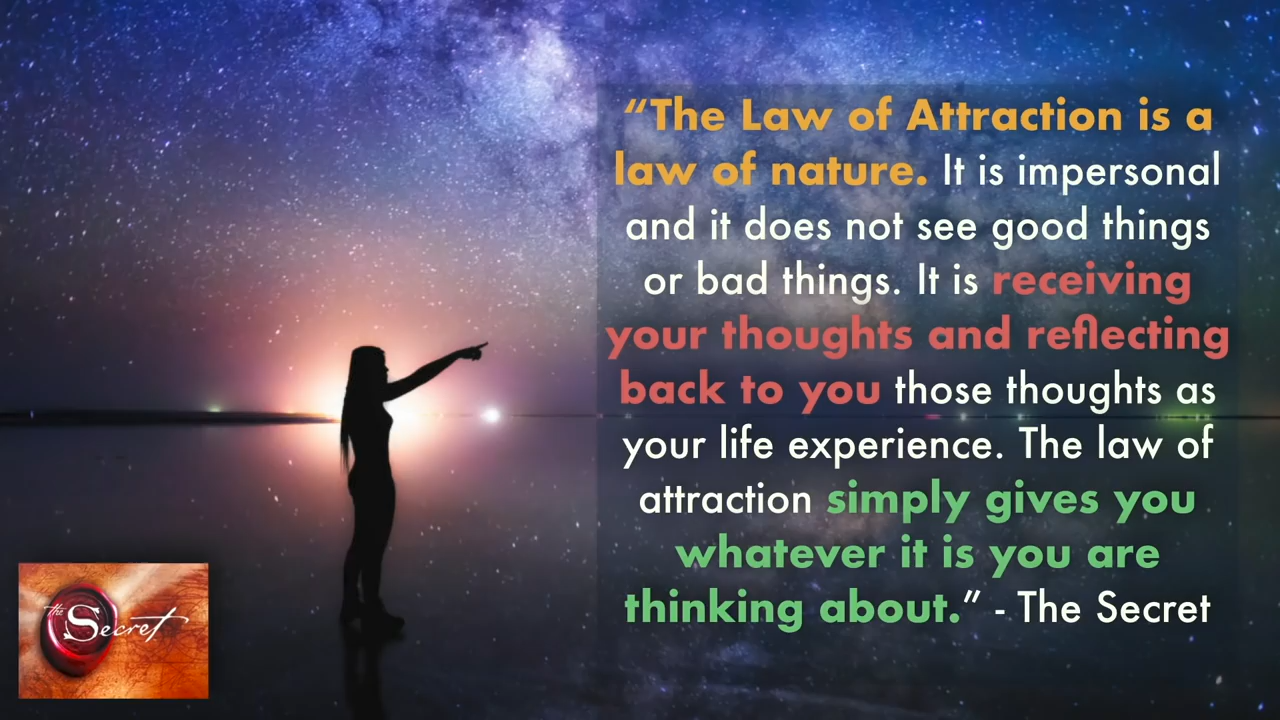 “The Law of Attraction is a
law of nature. It is impersonal
and it does not see good things
or bad things. It is receiving
your thoughts and reflecting
back to you those thoughts as
your life experience. The law of
attraction simply gives you
whatever it is you are
thinking about.” - The Secret
the Secret